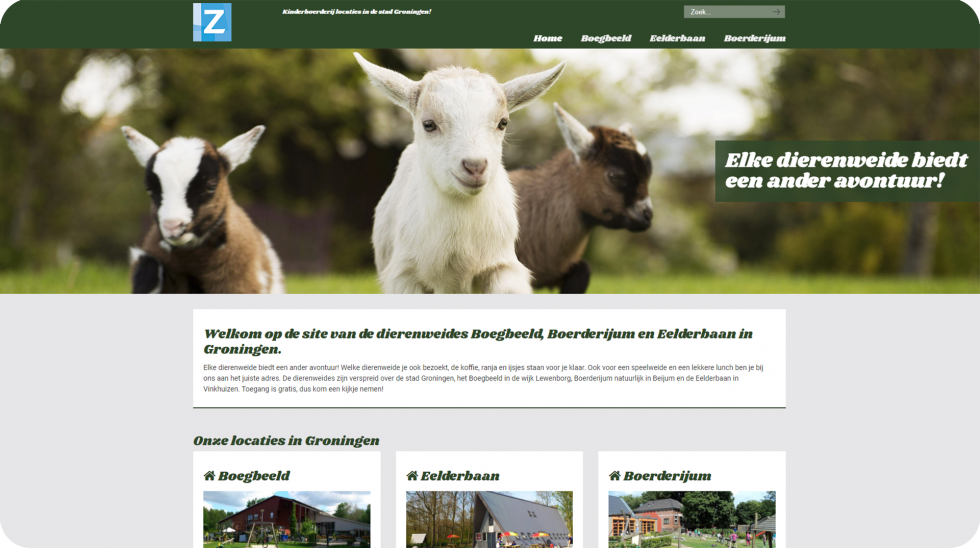 Z
Kinderboerderij locaties in de stad Groningen!
Zoek...
Home Boegbeeld Eelderbaan Boerderijum
Elke dierenweide biedt
een ander avontuur!
Welkom op de site van de dierenweides Boegbeeld, Boerderijum en Eelderbaan in
Groningen.
Elke dierenweide biedt een ander avontuur! Welke dierenweide je ook bezoekt, de koffie, ranja en ijsjes staan voor je klaar. Ook voor een speelweide en een lekkere lunch ben je bij
ons aan het juiste adres. De dierenweides zijn verspreid over de stad Groningen, het Boegbeeld in de wijk Lewenborg, Boerderijum natuurlijk in Beijum en de Eelderbaan in
Vinkhuizen. Toegang is gratis, dus kom een kijkje nemen!
Onze locaties in Groningen
Boegbeeld
Eelderbaan
Boerderijum